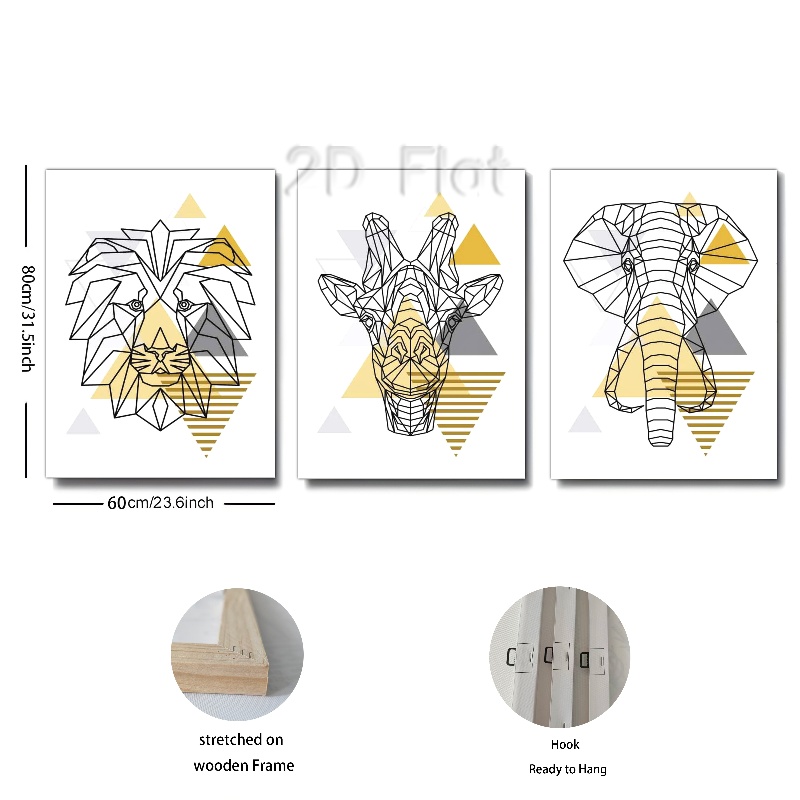 2D Flat
80cm/31.5inch
60cm/23.6inch
stretched on
wooden Frame
Hook
Ready to Hang